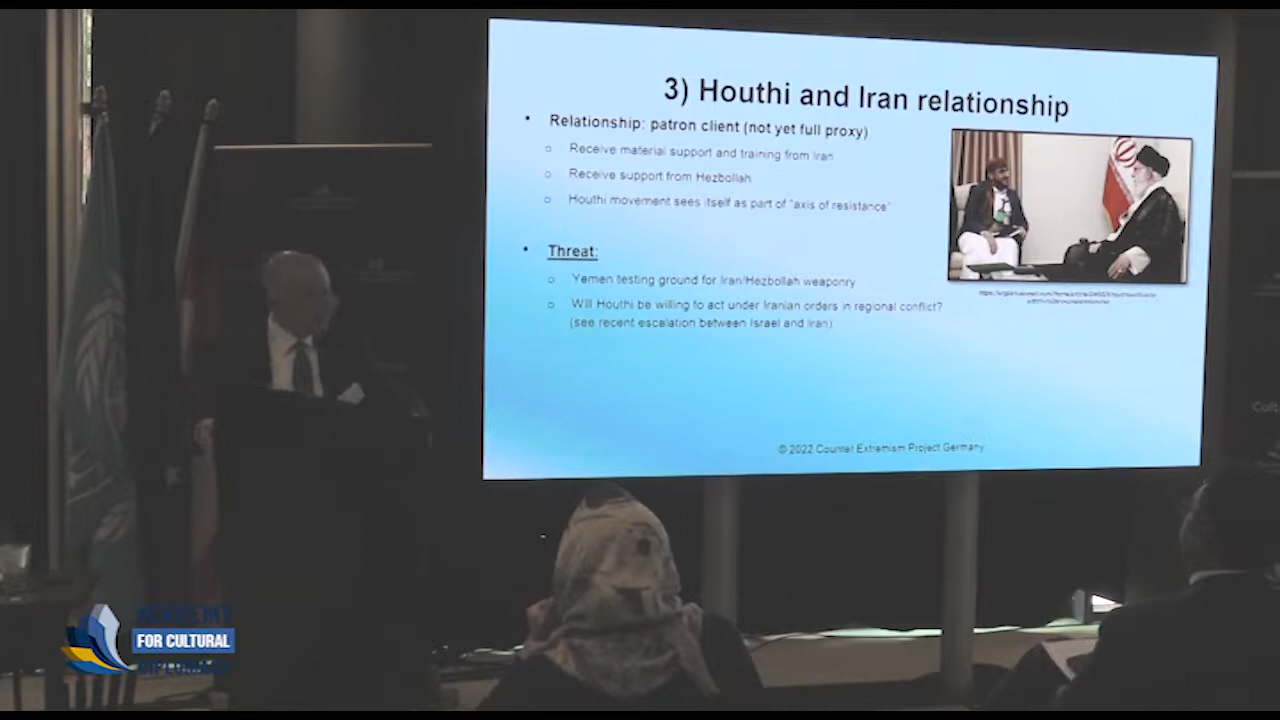 3) Houthi and Iran relationship
• Relationship: patron client (not yet full proxy)
○ Receive material support and training from Iran
○ Receive support from Hezbollah
○ Houthi movement sees itself as part of "axis of resistance"
• Threat:
○ Yemen testing ground for Iran/Hezbollah weaponry
○ Will Houthi be willing to act under Iranian orders in regional conflict?
(see recent escalation between Israel and Iran)
© 2022 Counter Extremism Project Germany
ACADEMY
FOR CULTURAL
DIPLOMACY